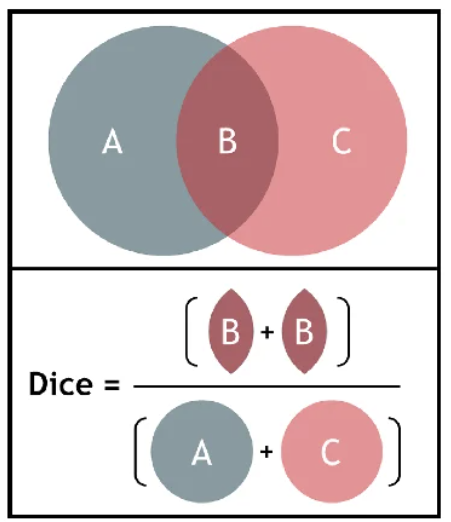 A B C
( B + B )
Dice =
( A + C )